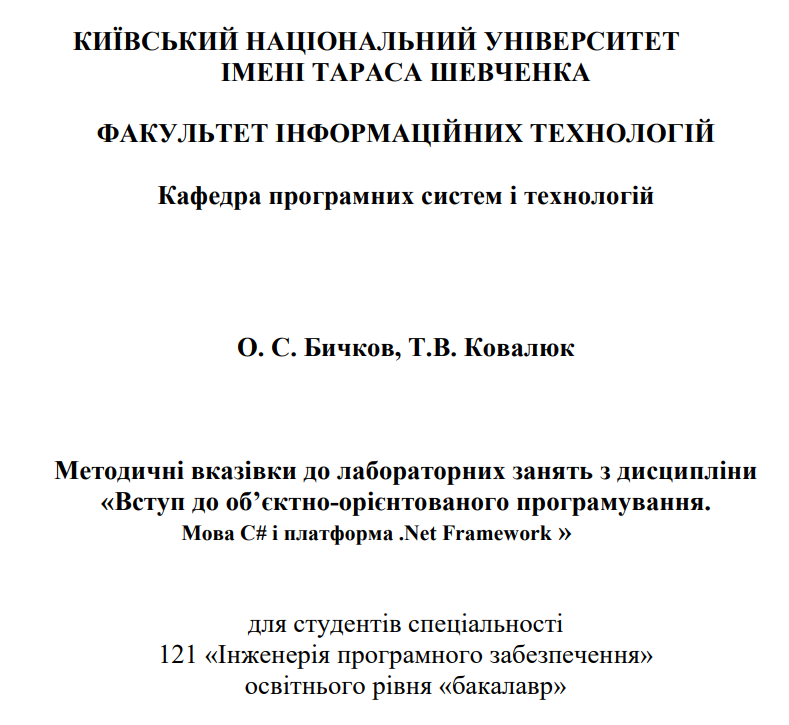 КИЇВСЬКИЙ НАЦІОНАЛЬНИЙ УНІВЕРСИТЕТ
ІМЕНІ ТАРАСА ШЕВЧЕНКА
ФАКУЛЬТЕТ ІНФОРМАЦІЙНИХ ТЕХНОЛОГІЙ
Кафедра програмних систем і технологій
О. С. Бичков, Т.В. Ковалюк
Методичні вказівки до лабораторних занять з дисципліни
«Вступ до об’єктно-орієнтованого програмування.
Мова C# і платформа .Net Framework »
для студентів спеціальності
121 «Інженерія програмного забезпечення»
освітнього рівня «бакалавр»